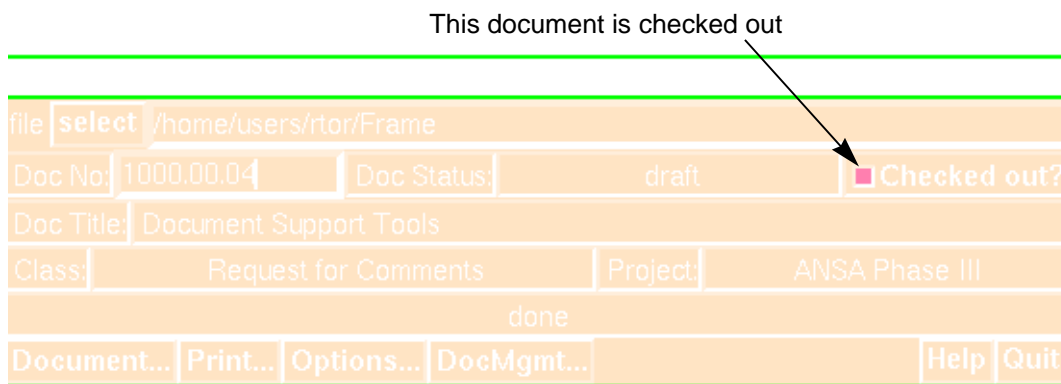 This document is checked out
file select /home/users/rtor/Frame
Doc No: 1000.00.04 Doc Status: draft Checked out?
Doc Title: Document Support Tools
Class: Request for Comments Project: ANSA Phase III
done
Document... Print... Options... DocMgmt... Help Quit